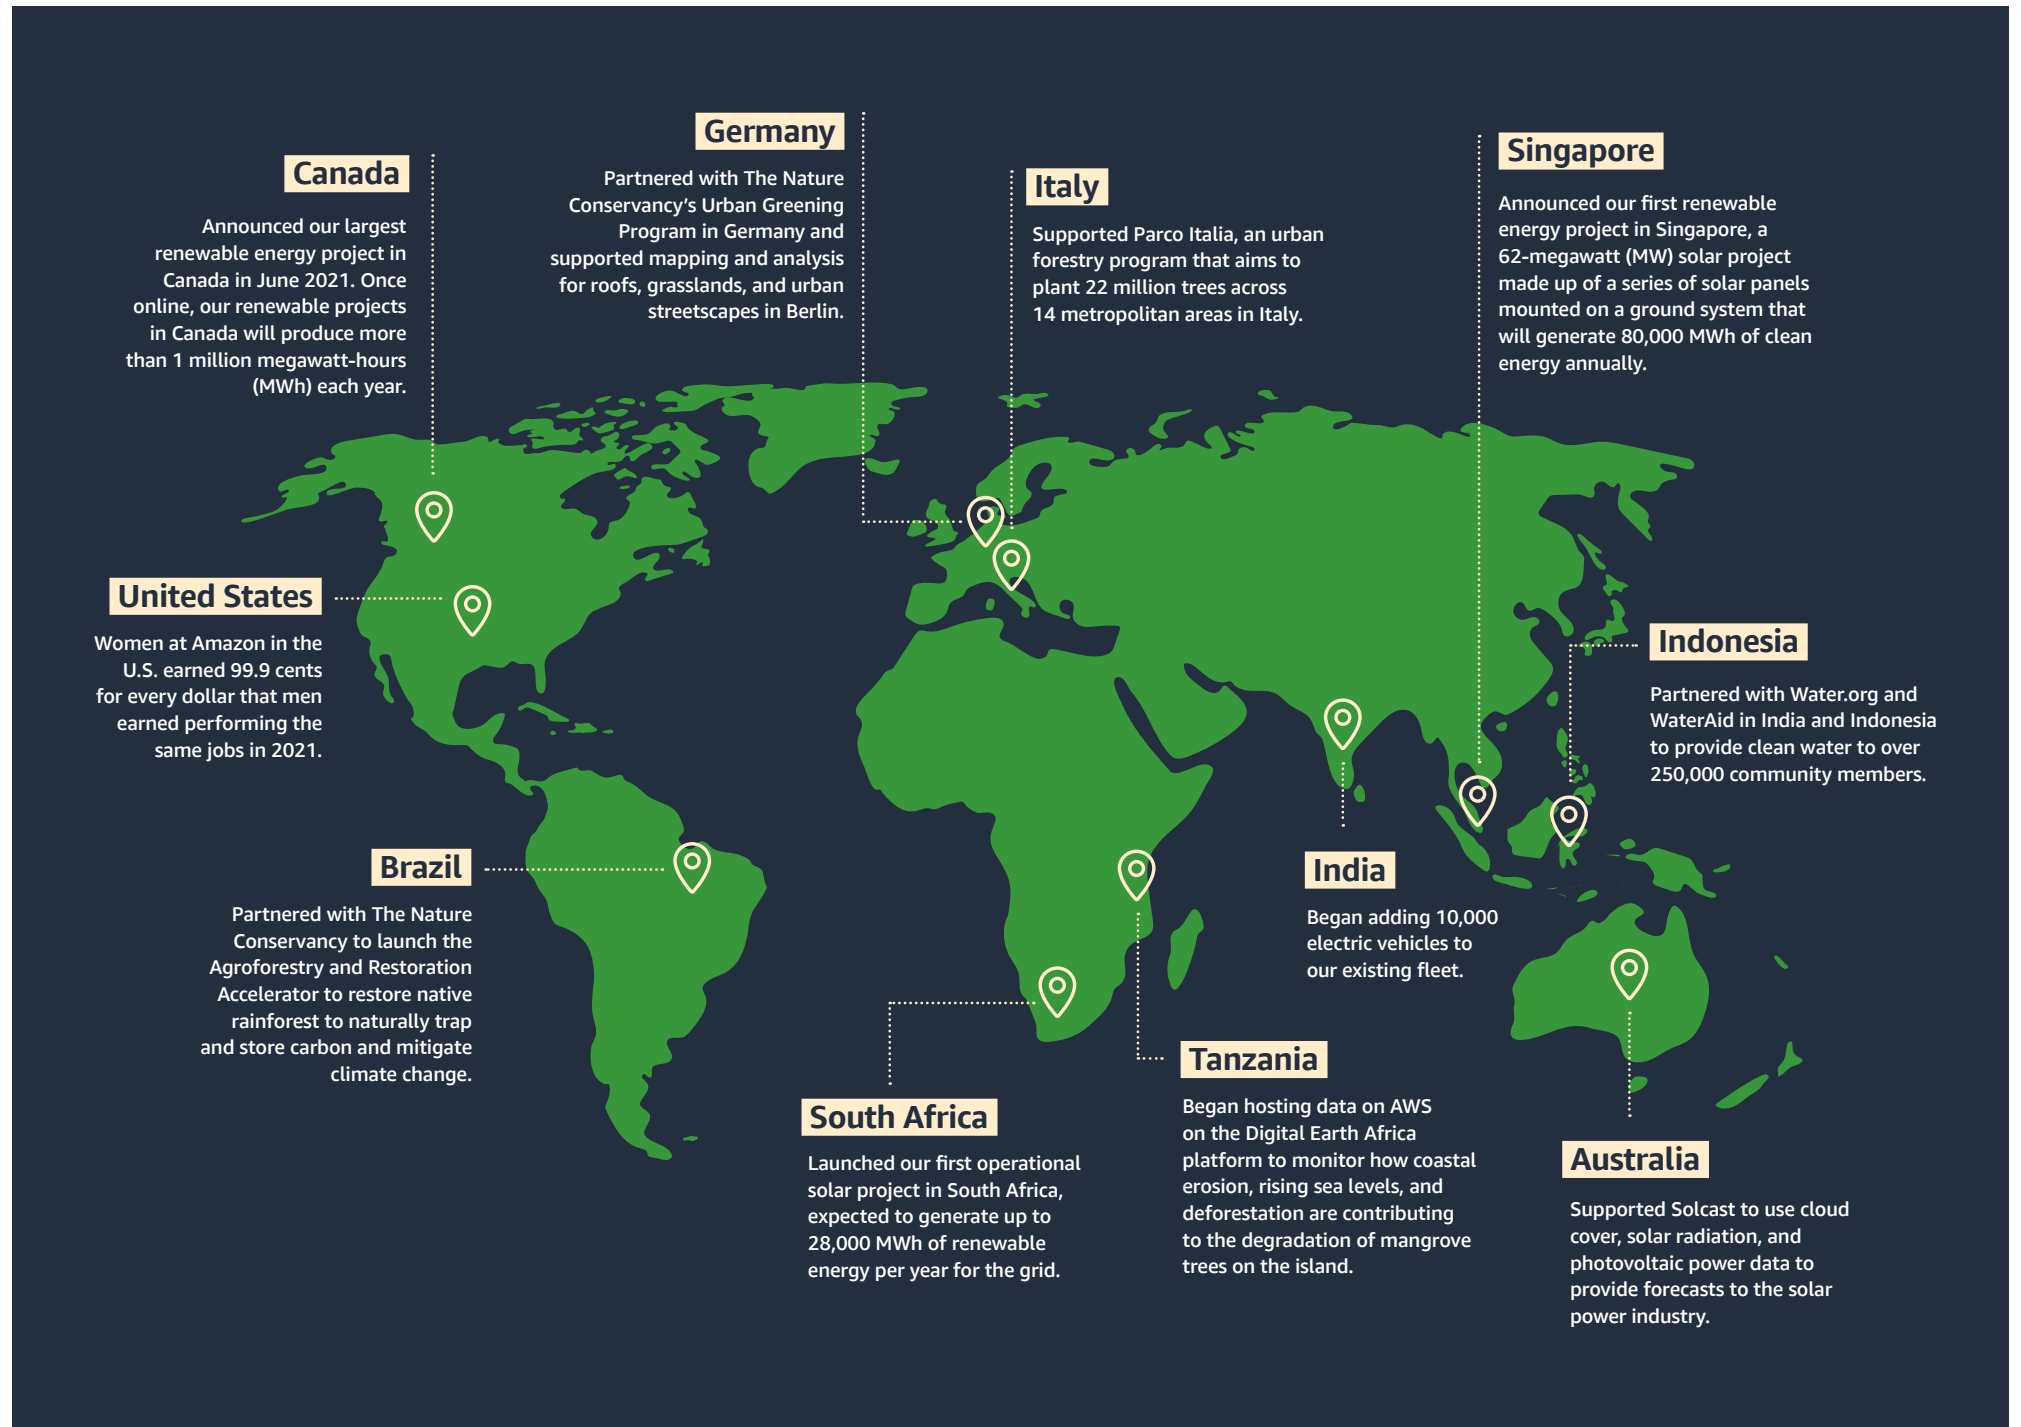 Canada
Announced our largest
renewable energy project in
Canada in June 2021. Once
online, our renewable projects
in Canada will produce more
than 1 million megawatt-hours
(MWh) each year.
Germany
Partnered with The Nature
Conservancy's Urban Greening
Program in Germany and
supported mapping and analysis
for roofs, grasslands, and urban
streetscapes in Berlin.
Italy
Supported Parco Italia, an urban
forestry program that aims to
plant 22 million trees across
14 metropolitan areas in Italy.
Singapore
Announced our first renewable
energy project in Singapore, a
62-megawatt (MW) solar project
made up of a series of solar panels
mounted on a ground system that
will generate 80,000 MWh of clean
energy annually.
United States
Women at Amazon in the
U.S. earned 99.9 cents
for every dollar that men
earned performing the
same jobs in 2021.
Indonesia
Partnered with Water.org and
WaterAid in India and Indonesia
to provide clean water to over
250,000 community members.
Brazil
Partnered with The Nature
Conservancy to launch the
Agroforestry and Restoration
Accelerator to restore native
rainforest to naturally trap
and store carbon and mitigate
climate change.
India
Began adding 10,000
electric vehicles to
our existing fleet.
South Africa
Launched our first operational
solar project in South Africa,
expected to generate up to
28,000 MWh of renewable
energy per year for the grid.
Tanzania
Began hosting data on AWS
on the Digital Earth Africa
platform to monitor how coastal
erosion, rising sea levels, and
deforestation are contributing
to the degradation of mangrove
trees on the island.
Australia
Supported Solcast to use cloud
cover, solar radiation, and
photovoltaic power data to
provide forecasts to the solar
power industry.